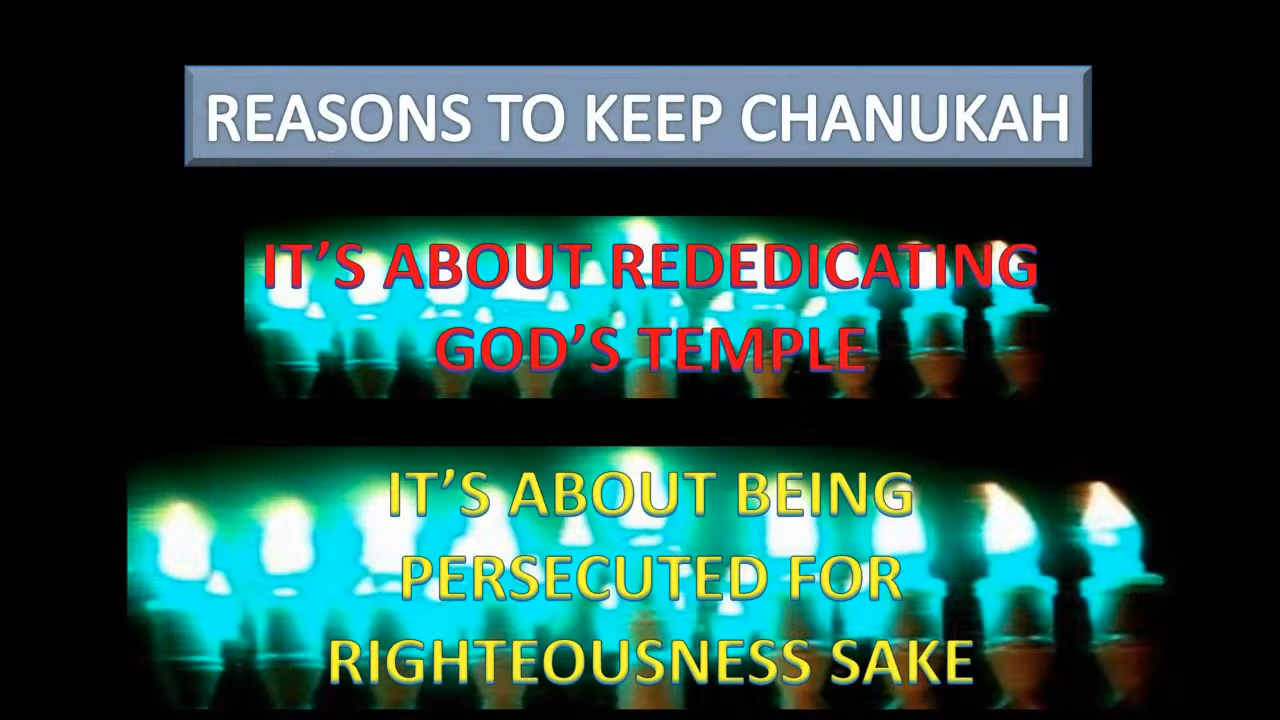 REASONS TO KEEP CHANUKAH
IT’S ABOUT REDEDICATING
GOD’S TEMPLE
IT’S ABOUT BEING
PERSECUTED FOR
RIGHTEOUSNESS SAKE